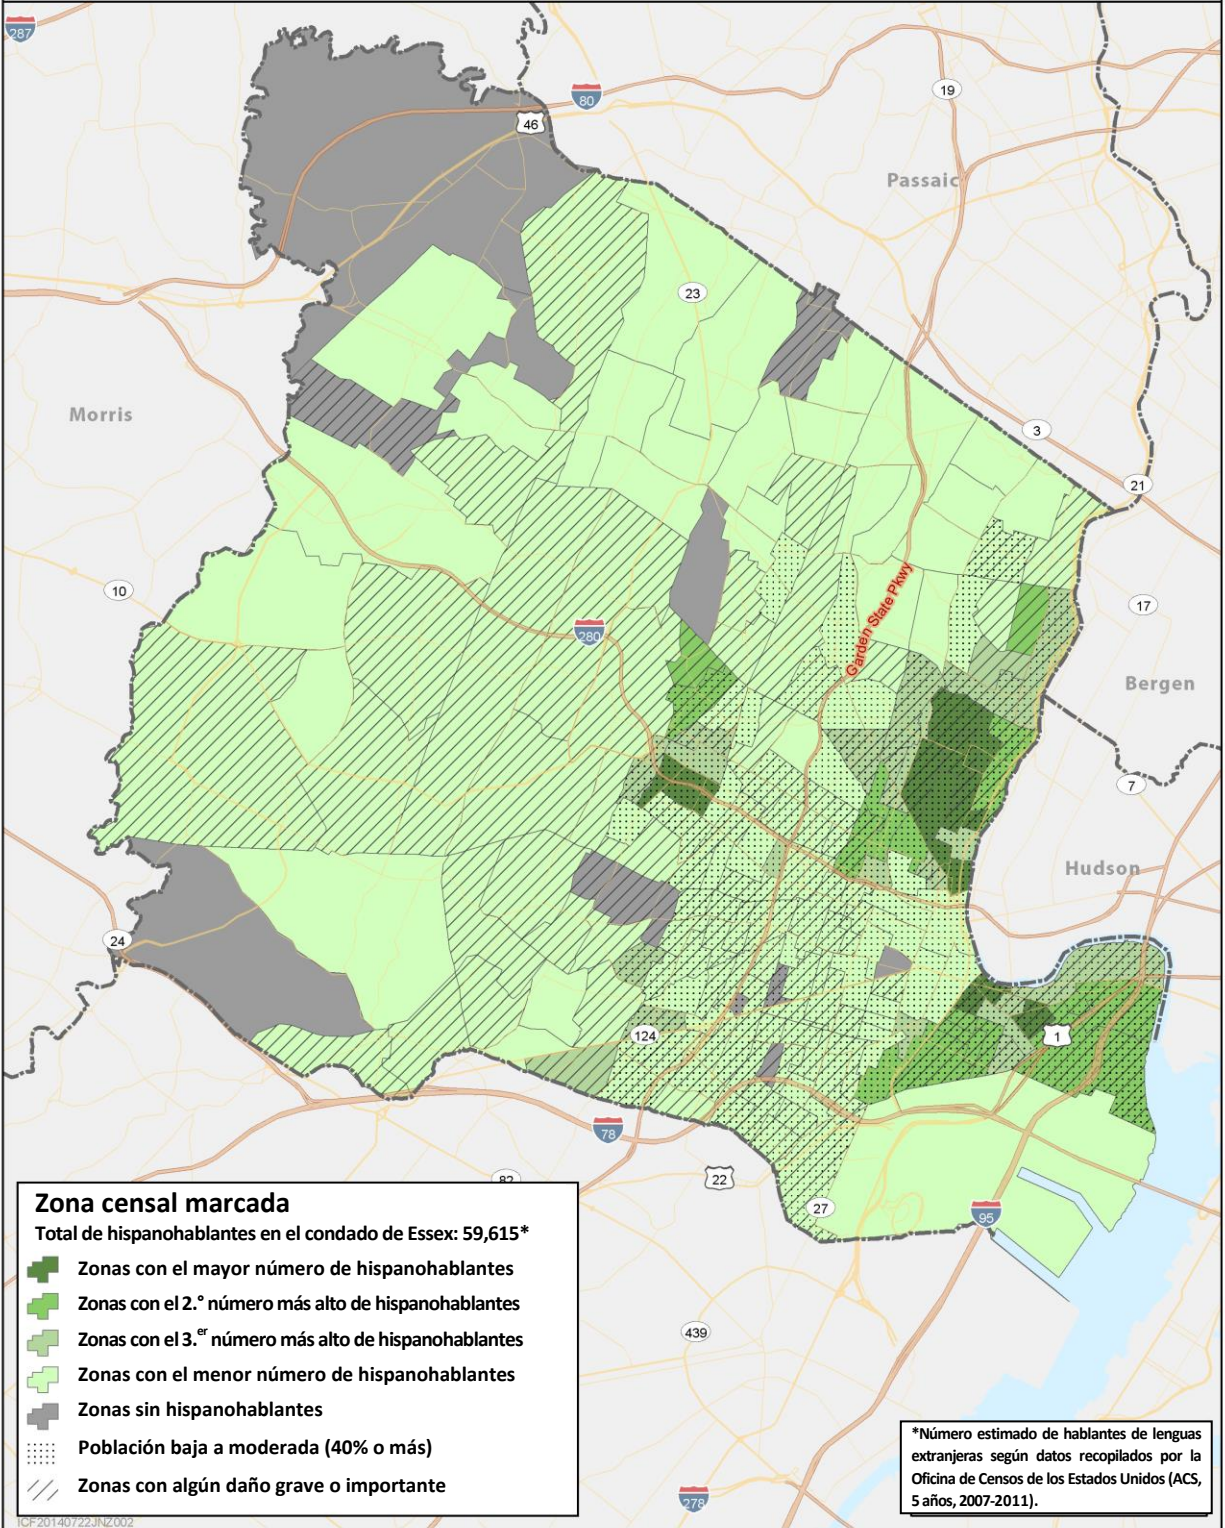 287
80
46
19
Passaic
23
Morris
3
21
10
17
Garden State Pkwy
280
Bergen
7
Hudson
24
1
124
78
82
22
27
95
439
278
Zona censal marcada
Total de hispanohablantes en el condado de Essex: 59,615*
Zonas con el mayor número de hispanohablantes
Zonas con el 2.° número más alto de hispanohablantes
Zonas con el 3.er número más alto de hispanohablantes
Zonas con el menor número de hispanohablantes
Zonas sin hispanohablantes
Población baja a moderada (40% o más)
Zonas con algún daño grave o importante
*Número estimado de hablantes de lenguas
extranjeras según datos recopilados por la
Oficina de Censos de los Estados Unidos (ACS,
5 años, 2007-2011).
ICF20140722JNZ002